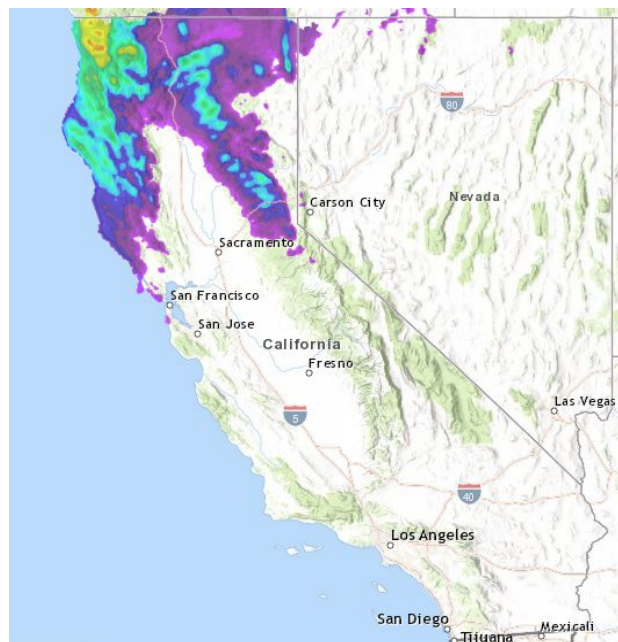 80
Nevada
Carson City
Sacramento
San Francisco
San Jose
California
Fresno
Las Vegas
5
40
Los Angeles
San Diego
Tijuana
Mexicali